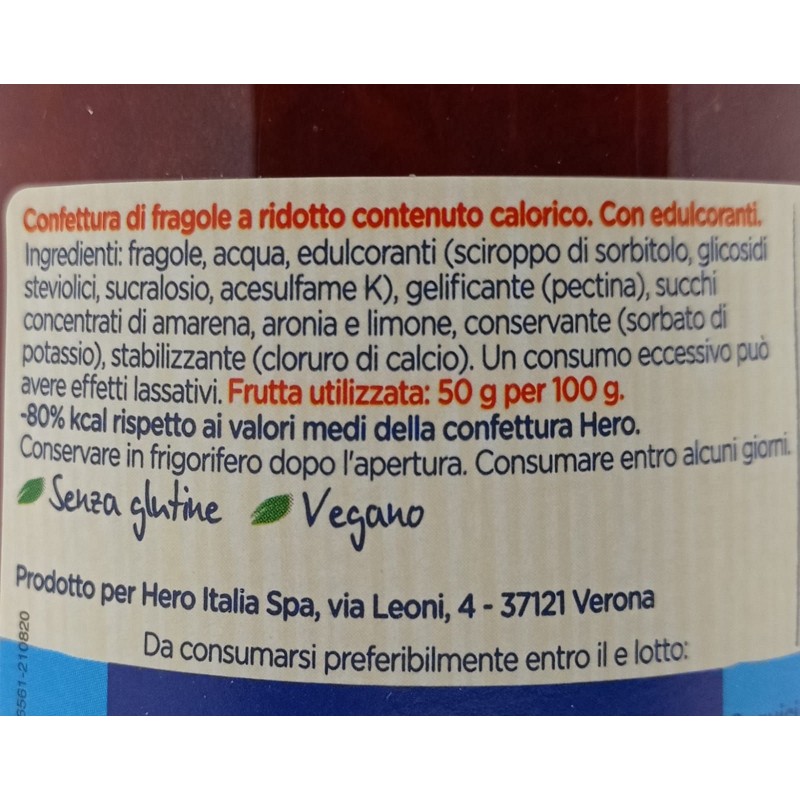 Confettura di fragole a ridotto contenuto calorico. Con edulcoranti.
Ingredienti: fragole, acqua, edulcoranti (sciroppo di sorbitolo, glicosidi
steviolici, sucralosio, acesulfame K), gelificante (pectina), succhi
concentrati di amarena, aronia e limone, conservante (sorbato di
potassio), stabilizzante (cloruro di calcio). Un consumo eccessivo può
avere effetti lassativi. Frutta utilizzata: 50 g per 100 g.
-80% kcal rispetto ai valori medi della confettura Hero.
Conservare in frigorifero dopo l'apertura. Consumare entro alcuni giorni.
Senza glutine Vegano
Prodotto per Hero Italia Spa, via Leoni, 4 - 37121 Verona
Da consumarsi preferibilmente entro il e lotto:
5561-210820